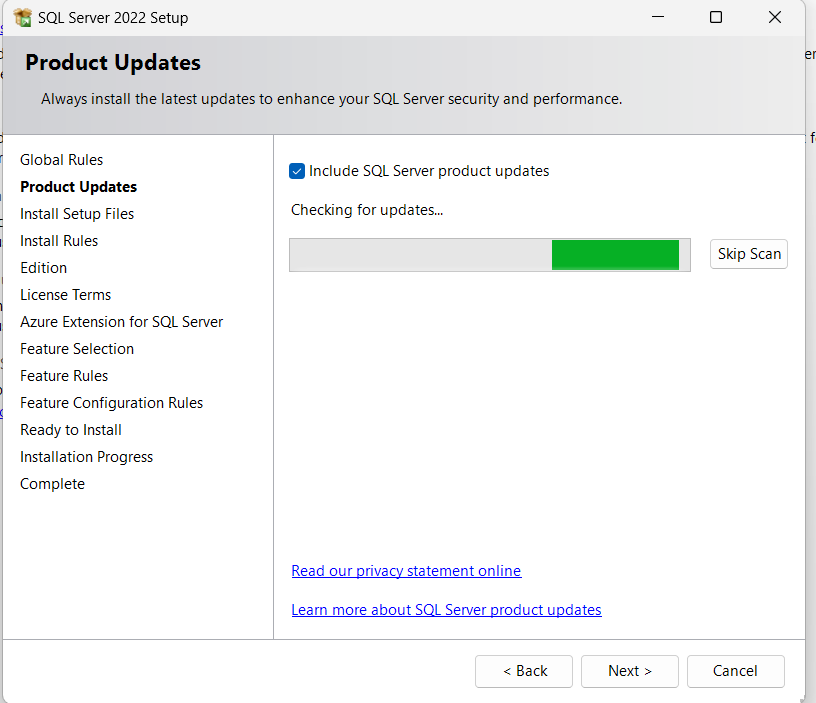 SQL Server 2022 Setup
Product Updates
Always install the latest updates to enhance your SQL Server security and performance.
Global Rules
Product Updates
Install Setup Files
Install Rules
Edition
License Terms
Azure Extension for SQL Server
Feature Selection
Feature Rules
Feature Configuration Rules
Ready to Install
Installation Progress
Complete
Include SQL Server product updates
Checking for updates...
Skip Scan
Read our privacy statement online
Learn more about SQL Server product updates
< Back
Next >
Cancel